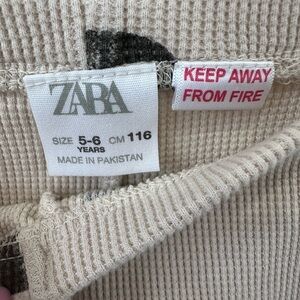 ZARA
SIZE 5-6 CM 116
YEARS
MADE IN PAKISTAN
KEEP AWAY
FROM FIRE